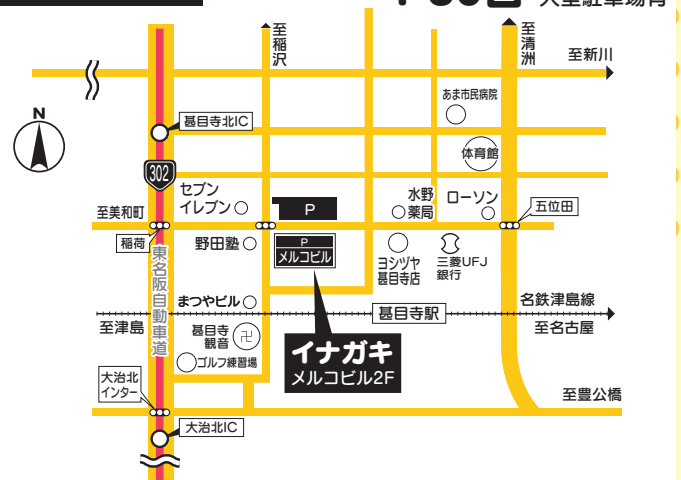 至稲沢
至清洲
至新川
あま市民病院
N
甚目寺北IC
体育館
302
セブン
イレブン
P
水野
薬局
ローソン
五位田
至美和町
稲荷
野田塾
P
メルコビル
ヨシヅヤ
甚目寺店
三菱UFJ
銀行
東名阪自動車道
まつやビル
甚目寺駅
名鉄津島線
至津島
至名古屋
甚目寺
観音
卍
ゴルフ練習場
イナガキ
メルコビル2F
大治北
インター
至豊公橋
大治北IC